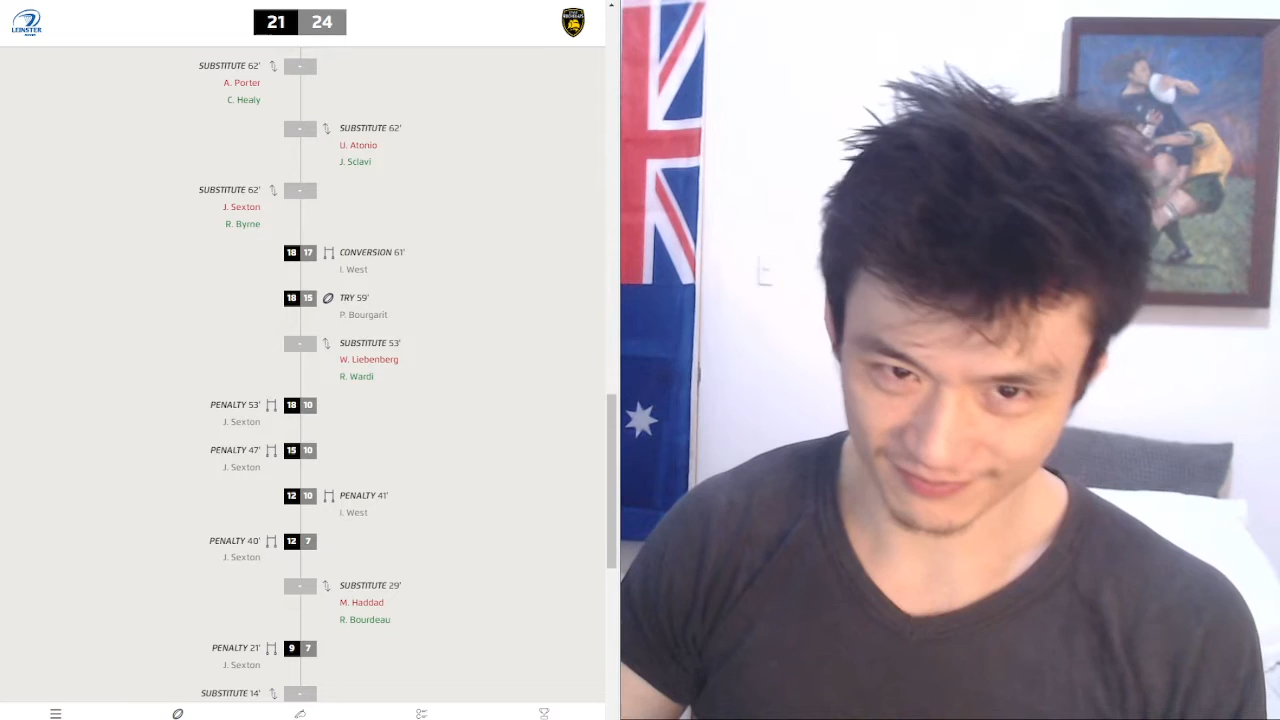 LEINSTER
RUGBY
21 24
SUBSTITUTE 62'
A. Porter
C. Healy
-
- SUBSTITUTE 62'
U. Atonio
J. Sclavi
SUBSTITUTE 62' -
J. Sexton
R. Byrne
18 17 CONVERSION 61'
I. West
18 15 TRY 59'
P. Bourgarit
- SUBSTITUTE 53'
W. Liebenberg
R. Wardi
PENALTY 53' 18 10
J. Sexton
PENALTY 47' 15 10
J. Sexton
12 10 PENALTY 41'
I. West
PENALTY 40' 12 7
J. Sexton
- SUBSTITUTE 29'
M. Haddad
R. Bourdeau
PENALTY 21' 9 7
J. Sexton
SUBSTITUTE 14' -